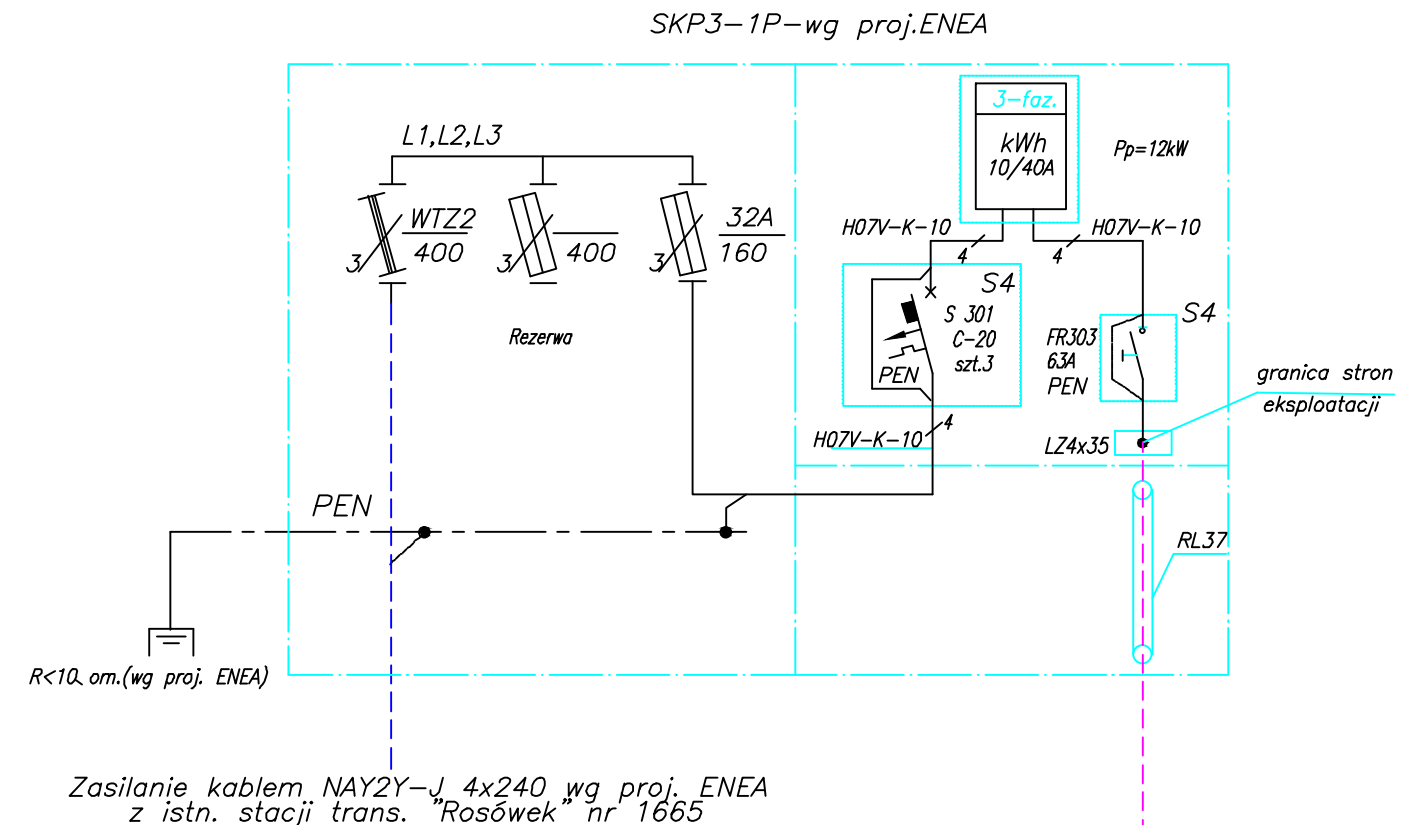 SKP3-1P-wg proj.ENEA
L1,L2,L3
3-faz.
kWh
10/40A
Pp=12kW
WTZ2
400
3
400
3
32A
160
3
H07V-K-10
4
H07V-K-10
4
S4
S 301
C-20
szt.3
PEN
S4
FR303
63A
PEN
Rezerwa
granica stron
eksploatacji
H07V-K-10
4
LZ4x35
PEN
RL37
R<10 om.(wg proj. ENEA)
Zasilanie kablem NAY2Y-J 4x240 wg proj. ENEA
z istn. stacji trans. "Rosówek" nr 1665